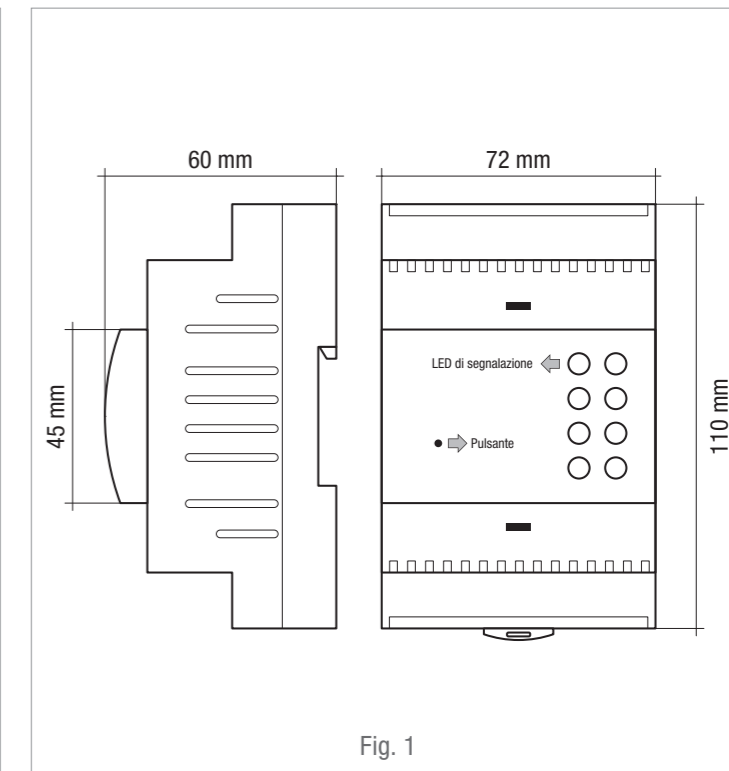 60 mm
72 mm
45 mm
LED di segnalazione
Pulsante
110 mm
Fig. 1